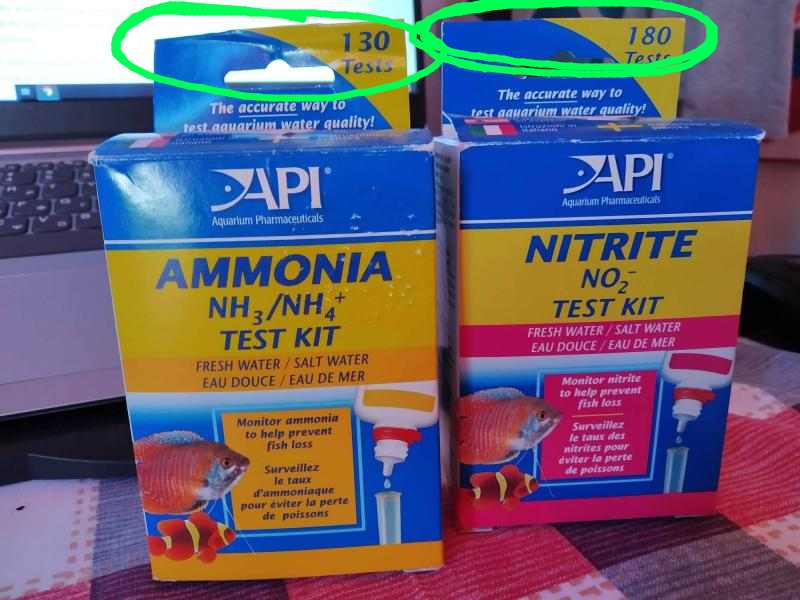 130
Tests
The accurate way to
test aquarium water quality!
API®
Aquarium Pharmaceuticals
AMMONIA
NH3/NH4+
TEST KIT
FRESH WATER / SALT WATER
EAU DOUCE / EAU DE MER
Monitor ammonia
to help prevent
fish loss
Surveillez
le taux
d'ammoniaque
pour éviter la perte
de poissons
180
Tests
The accurate way to
test aquarium water quality!
API®
Aquarium Pharmaceuticals
NITRITE
NO2−
TEST KIT
FRESH WATER / SALT WATER
EAU DOUCE / EAU DE MER
Monitor nitrite
to help prevent
fish loss
Surveillez
le taux des
nitrites pour
éviter la perte
de poissons